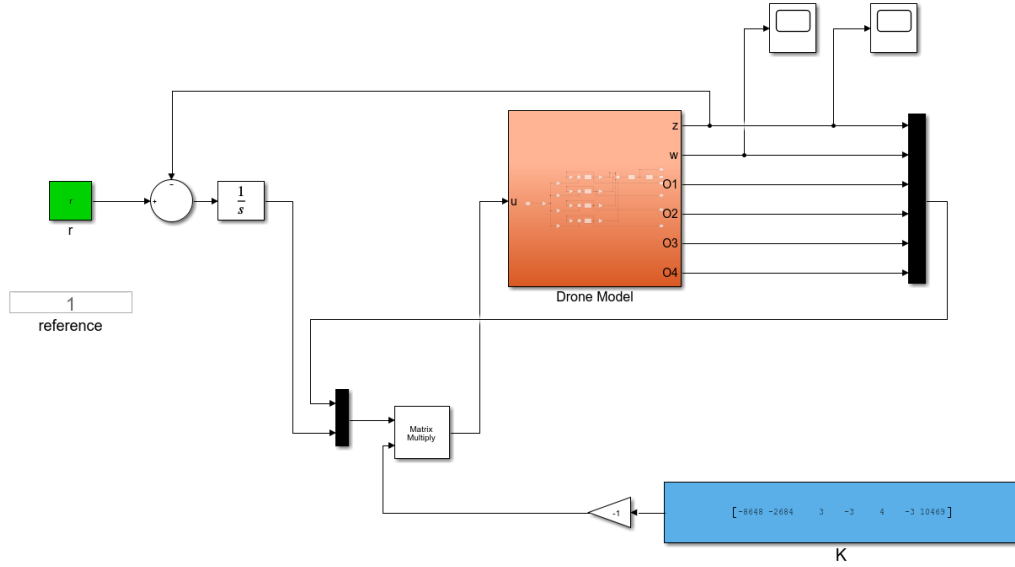 z
w
O1
O2
O3
O4
u
Drone Model
r
r
+
−
1
s
1
reference
Matrix
Multiply
-1
[-8648 -2684 3 -3 4 -3 10469]
K